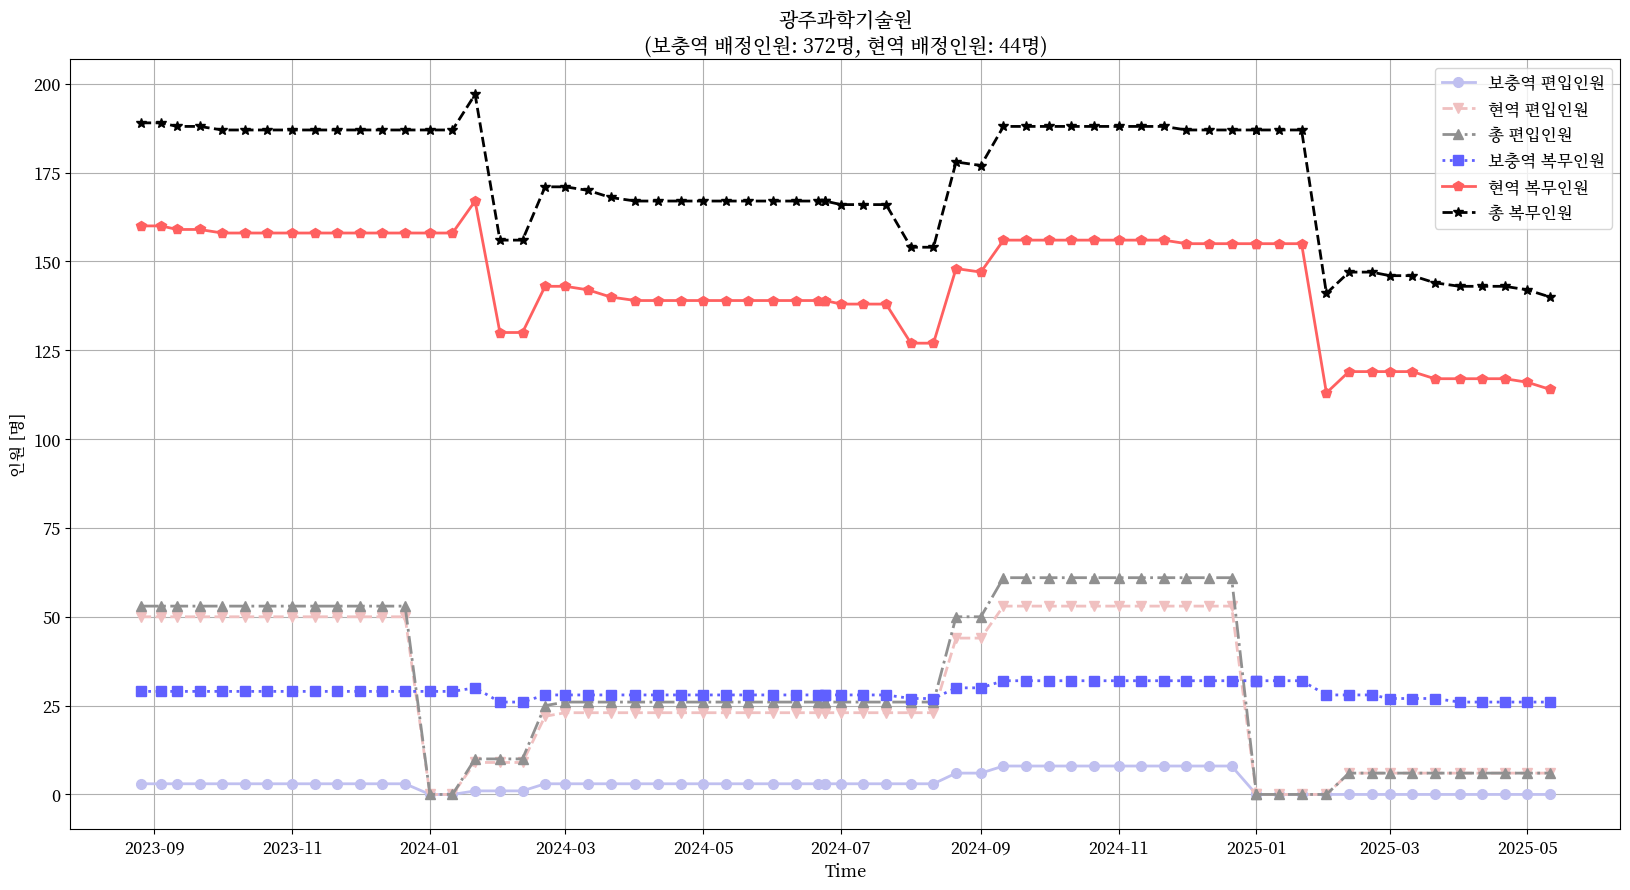 광주과학기술원
(보충역 배정인원: 372명, 현역 배정인원: 44명)
보충역 편입인원
현역 편입인원
총 편입인원
보충역 복무인원
현역 복무인원
총 복무인원
인원 [명]
200
175
150
125
100
75
50
25
0
2023-09 2023-11 2024-01 2024-03 2024-05 2024-07 2024-09 2024-11 2025-01 2025-03 2025-05
Time